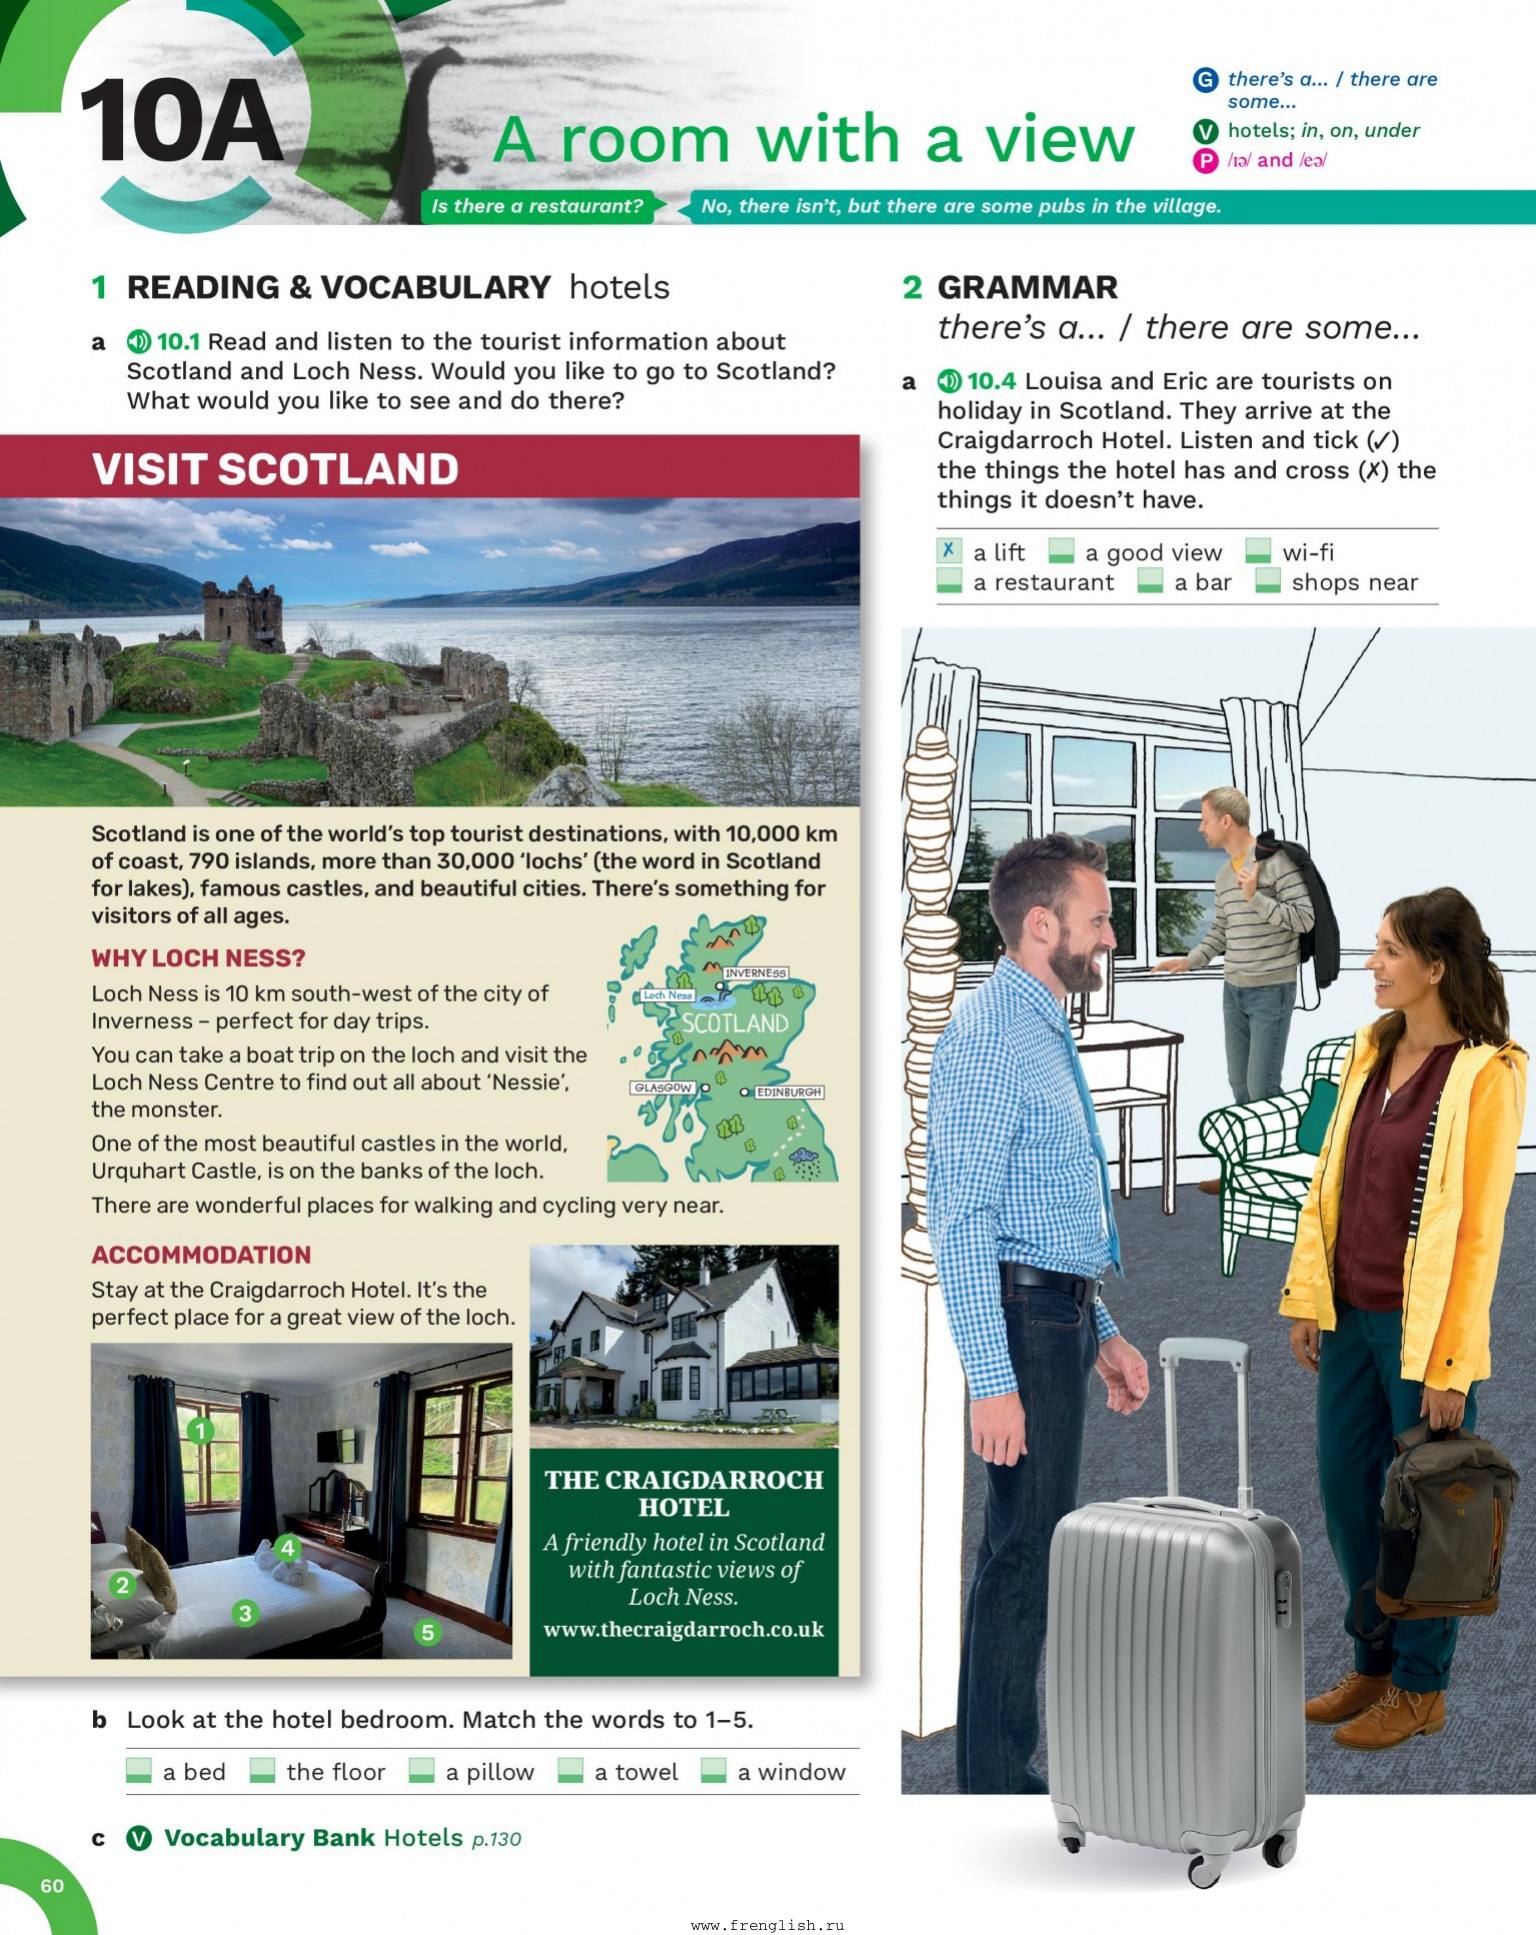 10A
A room with a view
G there's a... / there are
some...
V hotels; in, on, under
P /ɪə/ and /eə/
Is there a restaurant?
No, there isn't, but there are some pubs in the village.
1 READING & VOCABULARY hotels
a 10.1 Read and listen to the tourist information about
Scotland and Loch Ness. Would you like to go to Scotland?
What would you like to see and do there?
VISIT SCOTLAND
Scotland is one of the world's top tourist destinations, with 10,000 km
of coast, 790 islands, more than 30,000 'lochs' (the word in Scotland
for lakes), famous castles, and beautiful cities. There's something for
visitors of all ages.
WHY LOCH NESS?
Loch Ness is 10 km south-west of the city of
Inverness – perfect for day trips.
You can take a boat trip on the loch and visit the
Loch Ness Centre to find out all about 'Nessie',
the monster.
One of the most beautiful castles in the world,
Urquhart Castle, is on the banks of the loch.
There are wonderful places for walking and cycling very near.
INVERNESS
Loch Ness
SCOTLAND
GLASGOW
EDINBURGH
ACCOMMODATION
Stay at the Craigdarroch Hotel. It's the
perfect place for a great view of the loch.
1
2
3
4
5
THE CRAIGDARROCH
HOTEL
A friendly hotel in Scotland
with fantastic views of
Loch Ness.
www.thecraigdarroch.co.uk
b Look at the hotel bedroom. Match the words to 1–5.
a bed the floor a pillow a towel a window
c V Vocabulary Bank Hotels p.130
2 GRAMMAR
there's a... / there are some...
a 10.4 Louisa and Eric are tourists on
holiday in Scotland. They arrive at the
Craigdarroch Hotel. Listen and tick (✓)
the things the hotel has and cross (✗) the
things it doesn't have.
✗ a lift a good view wi-fi
a restaurant a bar shops near
60
www.frenglish.ru